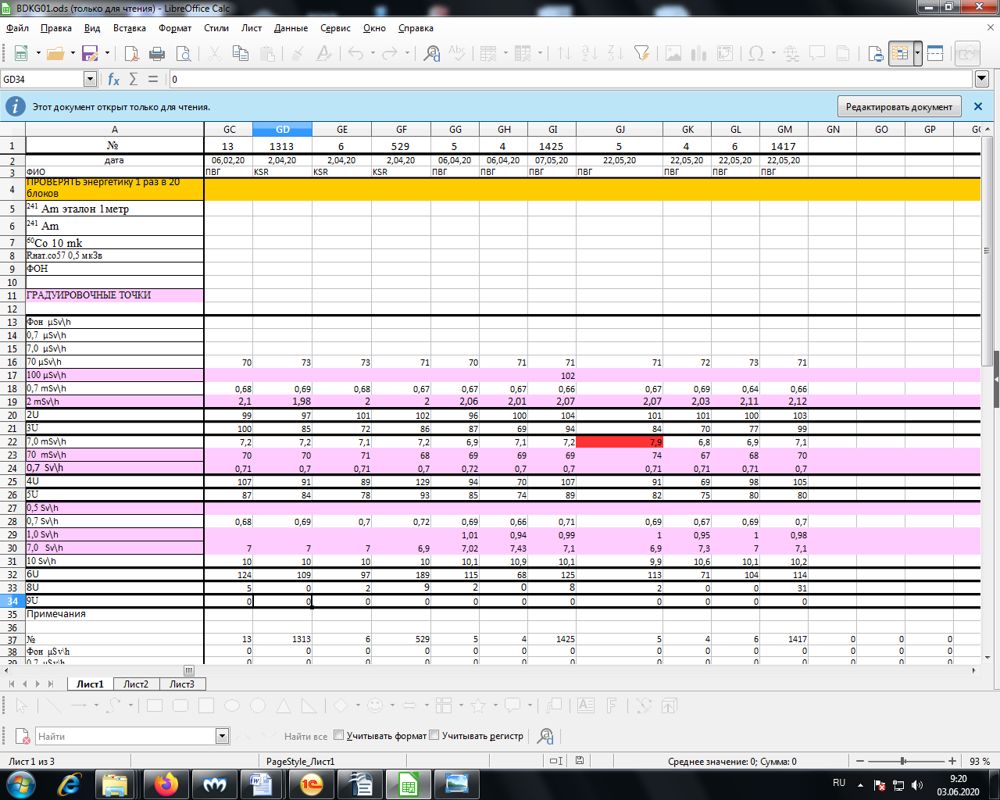 BDKG01.ods (только для чтения) - LibreOffice Calc
Файл Правка Вид Вставка Формат Стили Лист Данные Сервис Окно Справка
GD34 fx Σ = 0
Этот документ открыт только для чтения. Редактировать документ
A GC GD GE GF GG GH GI GJ GK GL GM GN GO GP
1 № 13 1313 6 529 5 4 1425 5 4 6 1417
2 дата 06,02,20 2,04,20 2,04,20 2,04,20 06,04,20 06,04,20 07,05,20 22,05,20 22,05,20 22,05,20 22,05,20
3 ФИО ПВГ KSR KSR KSR ПВГ ПВГ ПВГ ПВГ ПВГ ПВГ ПВГ
4 ПРОВЕРЯТЬ энергетику 1 раз в 20
блоков
5 ²⁴¹ Am эталон 1метр
6 ²⁴¹ Am
7 ⁶⁰Co 10 mk
8 Rнат.co57 0,5 мкЗв
9 ФОН
10
11 ГРАДУИРОВОЧНЫЕ ТОЧКИ
12
13 Фон µSv\h
14 0,7 µSv\h
15 7,0 µSv\h
16 70 µSv\h 70 73 73 71 70 71 71 71 72 73 71
17 100 µSv\h 102
18 0,7 mSv\h 0,68 0,69 0,68 0,67 0,67 0,67 0,66 0,67 0,69 0,64 0,66
19 2 mSv\h 2,1 1,98 2 2 2,06 2,01 2,07 2,07 2,03 2,11 2,12
20 2U 99 97 101 102 96 100 104 101 101 100 103
21 3U 100 85 72 86 87 69 94 84 70 77 99
22 7,0 mSv\h 7,2 7,2 7,1 7,2 6,9 7,1 7,2 7,9 6,8 6,9 7,1
23 70 mSv\h 70 70 71 68 69 69 69 74 67 68 70
24 0,7 Sv\h 0,71 0,7 0,71 0,7 0,72 0,7 0,7 0,71 0,71 0,71 0,7
25 4U 107 91 89 129 94 70 107 91 69 98 105
26 5U 87 84 78 93 85 74 89 82 75 80 80
27 0,5 Sv\h
28 0,7 Sv\h 0,68 0,69 0,7 0,72 0,69 0,66 0,71 0,69 0,67 0,69 0,7
29 1,0 Sv\h 1,01 0,94 0,99 1 0,95 1 0,98
30 7,0 Sv\h 7 7 7 6,9 7,02 7,43 7,1 6,9 7,3 7 7,1
31 10 Sv\h 10 10 10 10 10,1 10,9 10,1 9,9 10,6 10,1 10,2
32 6U 124 109 97 189 115 68 125 113 71 104 114
33 8U 5 0 2 9 2 0 8 2 0 0 31
34 9U 0 0 0 0 0 0 0 0 0 0 0
35 Примечания
36
37 № 13 1313 6 529 5 4 1425 5 4 6 1417 0 0 0
38 Фон µSv\h 0 0 0 0 0 0 0 0 0 0 0 0 0 0
39 0,7 µSv\h 0 0 0 0 0 0 0 0 0 0 0 0 0 0
Лист1 Лист2 Лист3
Найти Найти все Учитывать формат Учитывать регистр
Лист 1 из 3 PageStyle_Лист1 Среднее значение: 0; Сумма: 0 93 %
RU 9:20
03.06.2020